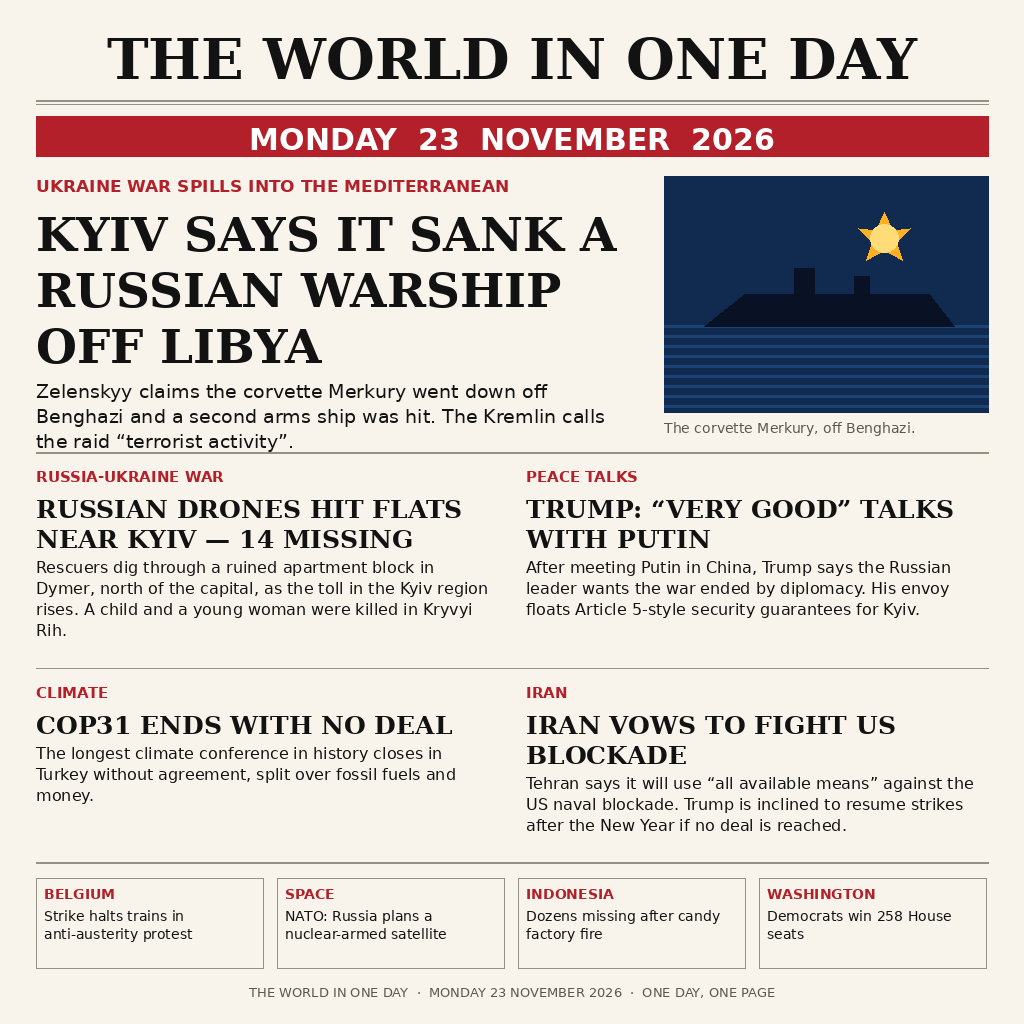 THE WORLD IN ONE DAY
MONDAY 23 NOVEMBER 2026
UKRAINE WAR SPILLS INTO THE MEDITERRANEAN
KYIV SAYS IT SANK A
RUSSIAN WARSHIP
OFF LIBYA
Zelenskyy claims the corvette Merkury went down off
Benghazi and a second arms ship was hit. The Kremlin calls
the raid “terrorist activity”.
The corvette Merkury, off Benghazi.
RUSSIA-UKRAINE WAR
RUSSIAN DRONES HIT FLATS
NEAR KYIV — 14 MISSING
Rescuers dig through a ruined apartment block in
Dymer, north of the capital, as the toll in the Kyiv region
rises. A child and a young woman were killed in Kryvyi
Rih.
PEACE TALKS
TRUMP: “VERY GOOD” TALKS
WITH PUTIN
After meeting Putin in China, Trump says the Russian
leader wants the war ended by diplomacy. His envoy
floats Article 5-style security guarantees for Kyiv.
CLIMATE
COP31 ENDS WITH NO DEAL
The longest climate conference in history closes in
Turkey without agreement, split over fossil fuels and
money.
IRAN
IRAN VOWS TO FIGHT US
BLOCKADE
Tehran says it will use “all available means” against the
US naval blockade. Trump is inclined to resume strikes
after the New Year if no deal is reached.
BELGIUM
Strike halts trains in
anti-austerity protest
SPACE
NATO: Russia plans a
nuclear-armed satellite
INDONESIA
Dozens missing after candy
factory fire
WASHINGTON
Democrats win 258 House
seats
THE WORLD IN ONE DAY · MONDAY 23 NOVEMBER 2026 · ONE DAY, ONE PAGE